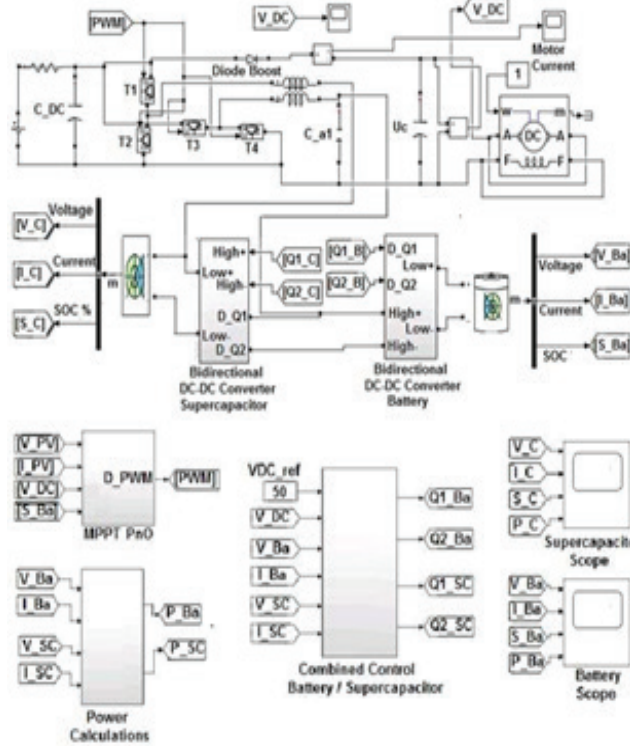 V_DC
V_DC
[PWM]
Q_B
Diode Boost
Motor
Current
1
T1
C_DC
T2
T3
T4
C_a1
Uc
w
m
A
DC
A
F
F
Voltage
[V_C]
Current
[I_C]
m
SOC %
[S_C]
High+
Low+
High-
D_Q1
Low-
D_Q2
[Q1_C]
[Q2_C]
[Q1_B]
[Q2_B]
D_Q1
Low+
D_Q2
High+
Low-
High-
m
Voltage
[V_Ba]
Current
[I_Ba]
SOC
[S_Ba]
Bidirectional
DC-DC Converter
Supercapacitor
Bidirectional
DC-DC Converter
Battery
[V_PV]
[I_PV]
[V_DC]
[S_Ba]
D_PWM
[PWM]
MPPT PnO
VDC_ref
50
V_DC
V_Ba
I_Ba
V_SC
I_SC
Q1_Ba
Q2_Ba
Q1_SC
Q2_SC
Combined Control
Battery / Supercapacitor
V_C
I_C
S_C
P_C
Supercapacito
Scope
V_Ba
I_Ba
V_SC
I_SC
P_Ba
P_SC
Power
Calculations
V_Ba
I_Ba
S_Ba
P_Ba
Battery
Scope